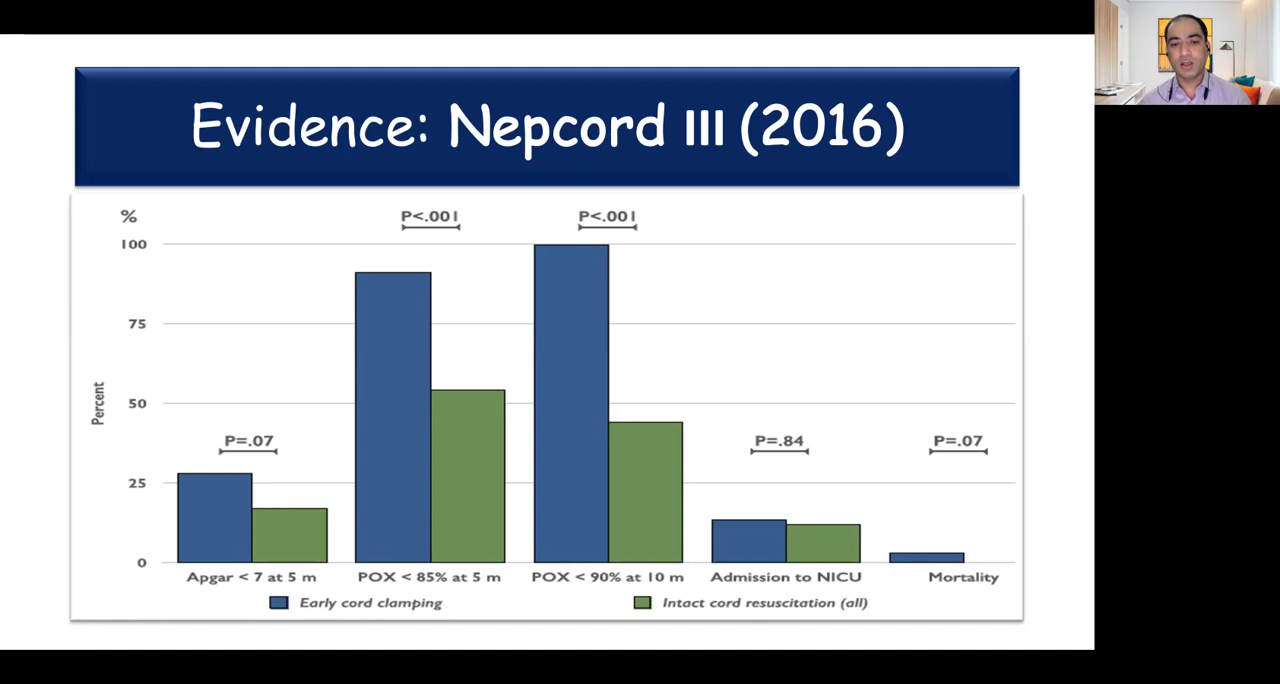 Evidence: Nepcord III (2016)
%
P<.001
P<.001
100
75
50
25
0
Percent
P=.07
P=.84
P=.07
Apgar < 7 at 5 m
POX < 85% at 5 m
POX < 90% at 10 m
Admission to NICU
Mortality
Early cord clamping
Intact cord resuscitation (all)